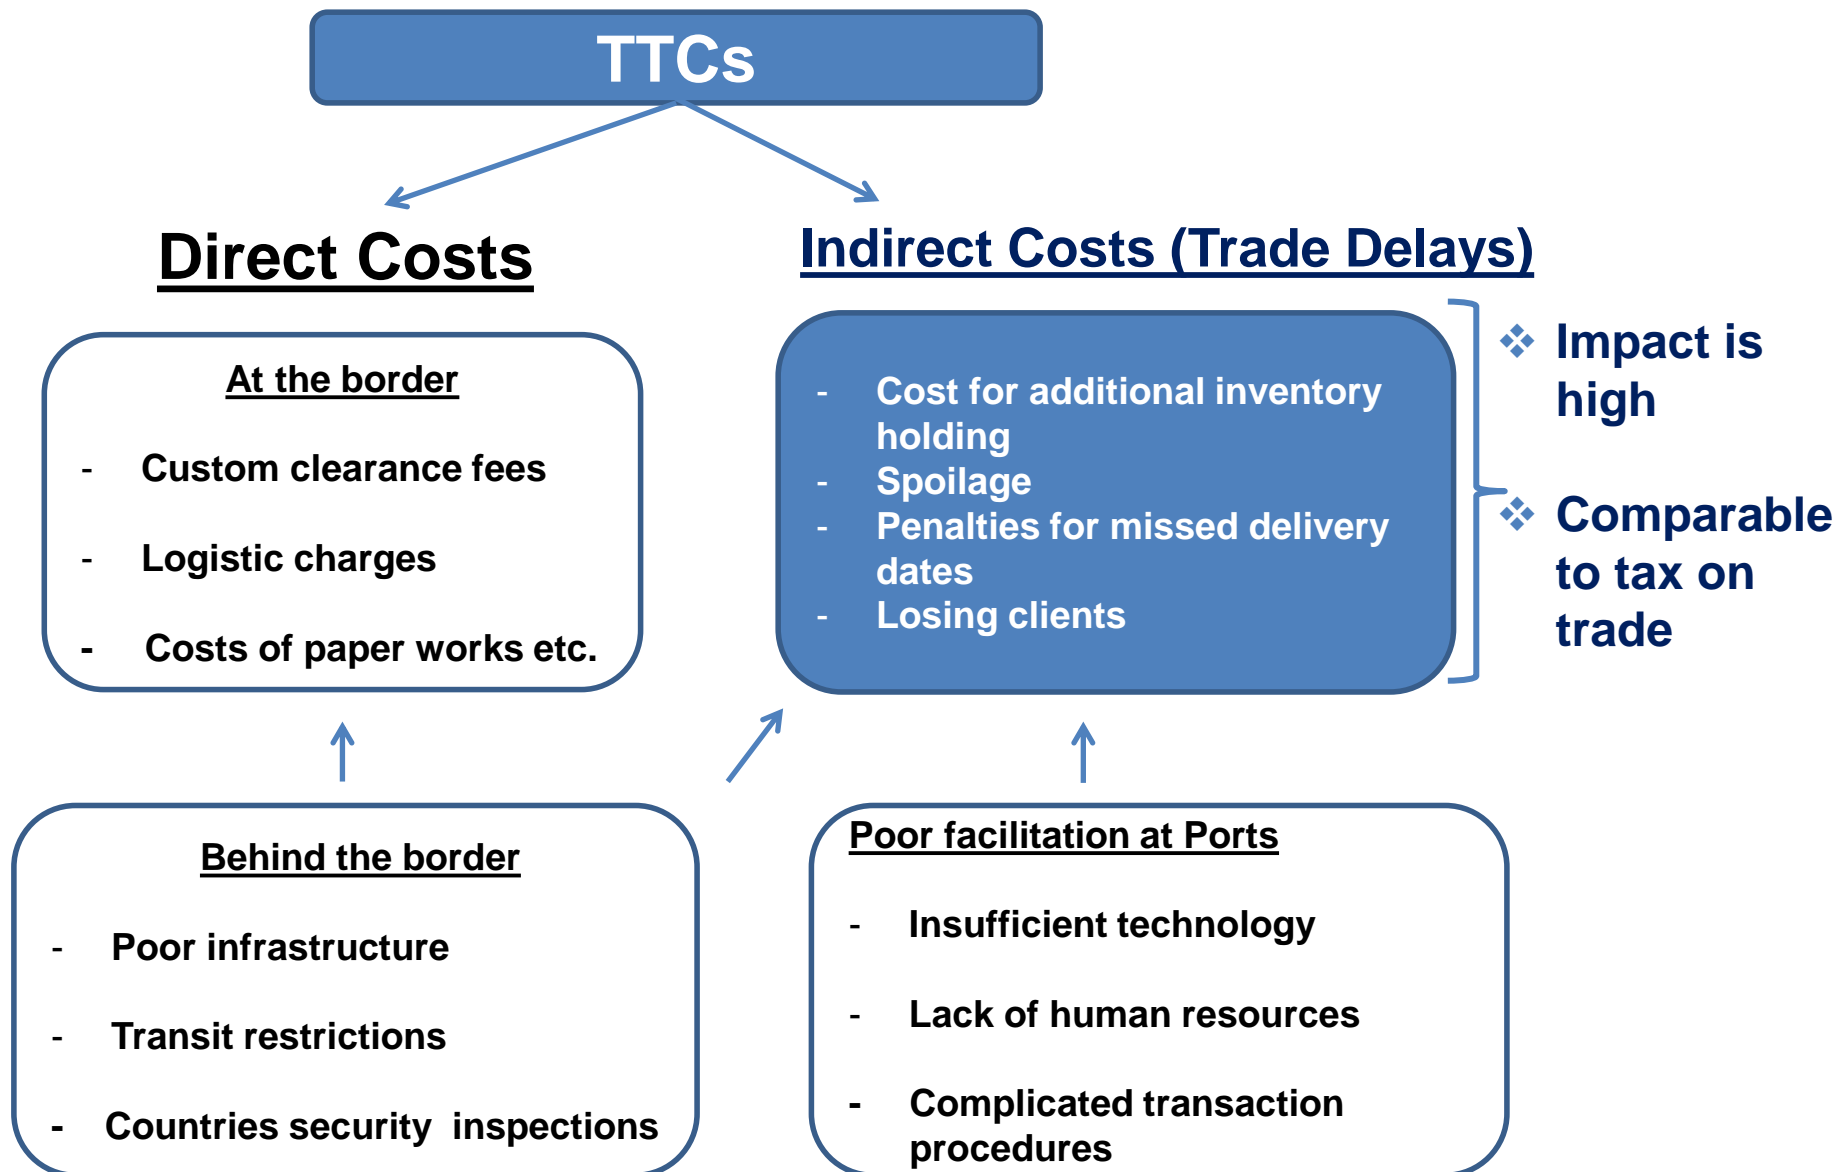 TTCs
Direct Costs
Indirect Costs (Trade Delays)
At the border
- Custom clearance fees
- Logistic charges
- Costs of paper works etc.
- Cost for additional inventory
holding
- Spoilage
- Penalties for missed delivery
dates
- Losing clients
❖ Impact is
high
❖ Comparable
to tax on
trade
Behind the border
- Poor infrastructure
- Transit restrictions
- Countries security inspections
Poor facilitation at Ports
- Insufficient technology
- Lack of human resources
- Complicated transaction
procedures